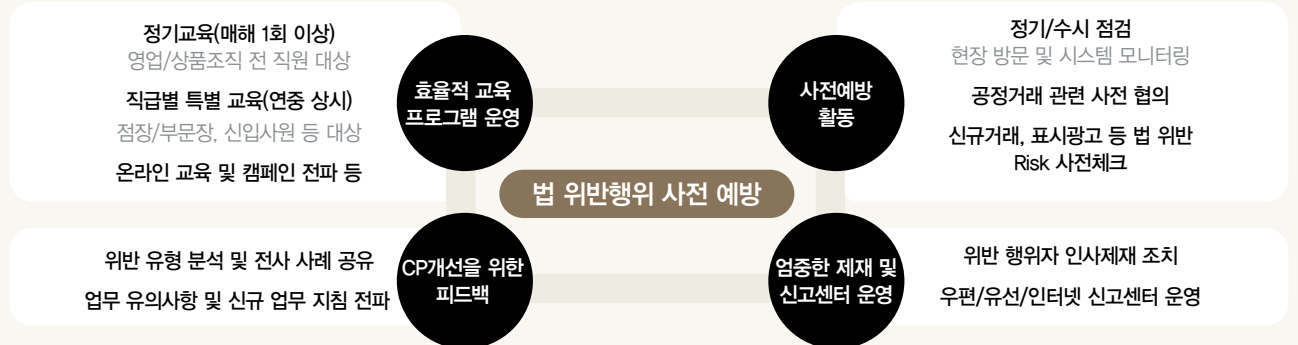 정기교육(매해 1회 이상)
영업/상품조직 전 직원 대상
직급별 특별 교육(연중 상시)
점장/부문장, 신입사원 등 대상
온라인 교육 및 캠페인 전파 등
효율적 교육
프로그램 운영
사전예방
활동
정기/수시 점검
현장 방문 및 시스템 모니터링
공정거래 관련 사전 협의
신규거래, 표시광고 등 법 위반
Risk 사전체크
법 위반행위 사전 예방
위반 유형 분석 및 전사 사례 공유
업무 유의사항 및 신규 업무 지침 전파
CP개선을 위한
피드백
엄중한 제재 및
신고센터 운영
위반 행위자 인사제재 조치
우편/유선/인터넷 신고센터 운영